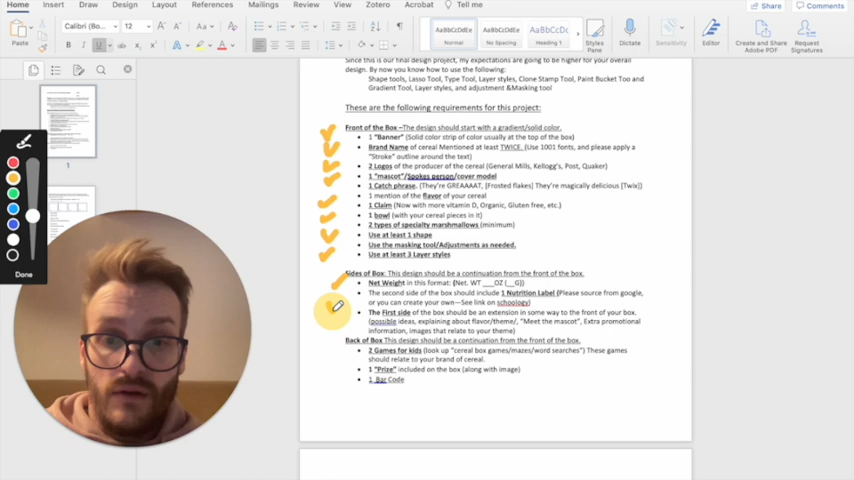 Home Insert Draw Design Layout References Mailings Review View Zotero Acrobat Tell me Share Comments
Paste Calibri (Bo... 12 AaBbCcDdEe Normal AaBbCcDdEe No Spacing AaBbCcDc Heading 1 Styles Pane Dictate Sensitivity Editor Create and Share Adobe PDF Request Signatures
Since this is our final design project, my expectations are going to be higher for your overall
design. By now you know how to use the following:
Shape tools, Lasso Tool, Type Tool, Layer styles, Clone Stamp Tool, Paint Bucket Too and
Gradient Tool, Layer styles, and adjustment &Masking tool
These are the following requirements for this project:
Front of the Box –The design should start with a gradient/solid color.
• 1 "Banner" (Solid color strip of color usually at the top of the box)
• Brand Name of cereal Mentioned at least TWICE. (Use 1001 fonts, and please apply a
"Stroke" outline around the text)
• 2 Logos of the producer of the cereal (General Mills, Kellogg's, Post, Quaker)
• 1 "mascot"/Spokes person/cover model
• 1 Catch phrase. (They're GREAAAAT, [Frosted flakes] They're magically delicious [Twix])
• 1 mention of the flavor of your cereal
• 1 Claim (Now with more vitamin D, Organic, Gluten free, etc.)
• 1 bowl (with your cereal pieces in it)
• 2 types of specialty marshmallows (minimum)
• Use at least 1 shape
• Use the masking tool/Adjustments as needed.
• Use at least 3 Layer styles
Sides of Box: This design should be a continuation from the front of the box.
• Net Weight in this format: (Net. WT ___OZ (__G))
• The second side of the box should include 1 Nutrition Label (Please source from google,
or you can create your own—See link on schoology)
• The First side of the box should be an extension in some way to the front of your box.
(possible ideas, explaining about flavor/theme/, "Meet the mascot", Extra promotional
information, images that relate to your theme)
Back of Box This design should be a continuation from the front of the box.
• 2 Games for kids (look up "cereal box games/mazes/word searches") These games
should relate to your brand of cereal.
• 1 "Prize" included on the box (along with image)
• 1 Bar Code
1
Done